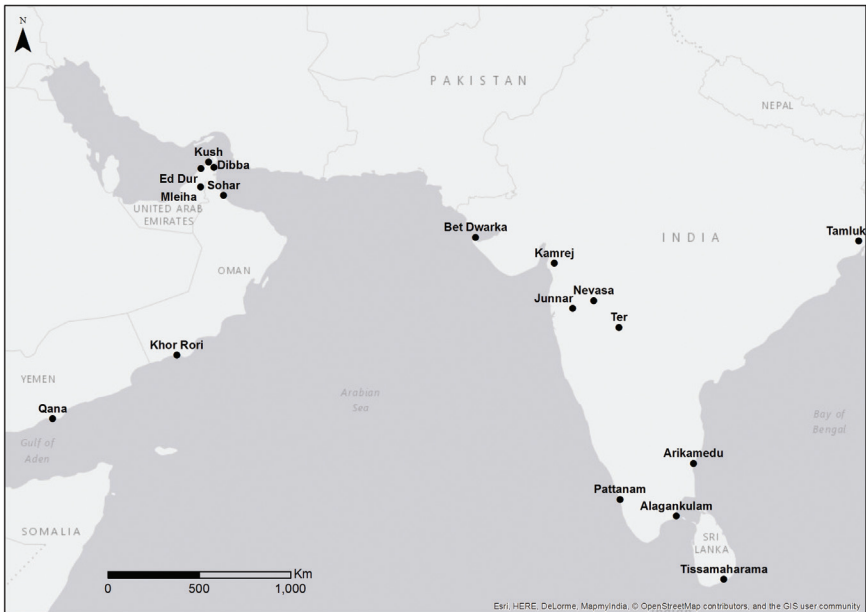 N
PAKISTAN
NEPAL
Kush
Dibba
Ed Dur
Sohar
Mleiha
UNITED ARAB
EMIRATES
Bet Dwarka
INDIA
Tamluk
Kamrej
OMAN
Nevasa
Junnar
Ter
Khor Rori
YEMEN
Arabian
Sea
Qana
Bay of
Bengal
Gulf of
Aden
Arikamedu
Pattanam
Alagankulam
SOMALIA
SRI
LANKA
Tissamaharama
Km
0 500 1,000
Esri, HERE, DeLorme, MapmyIndia, © OpenStreetMap contributors, and the GIS user community